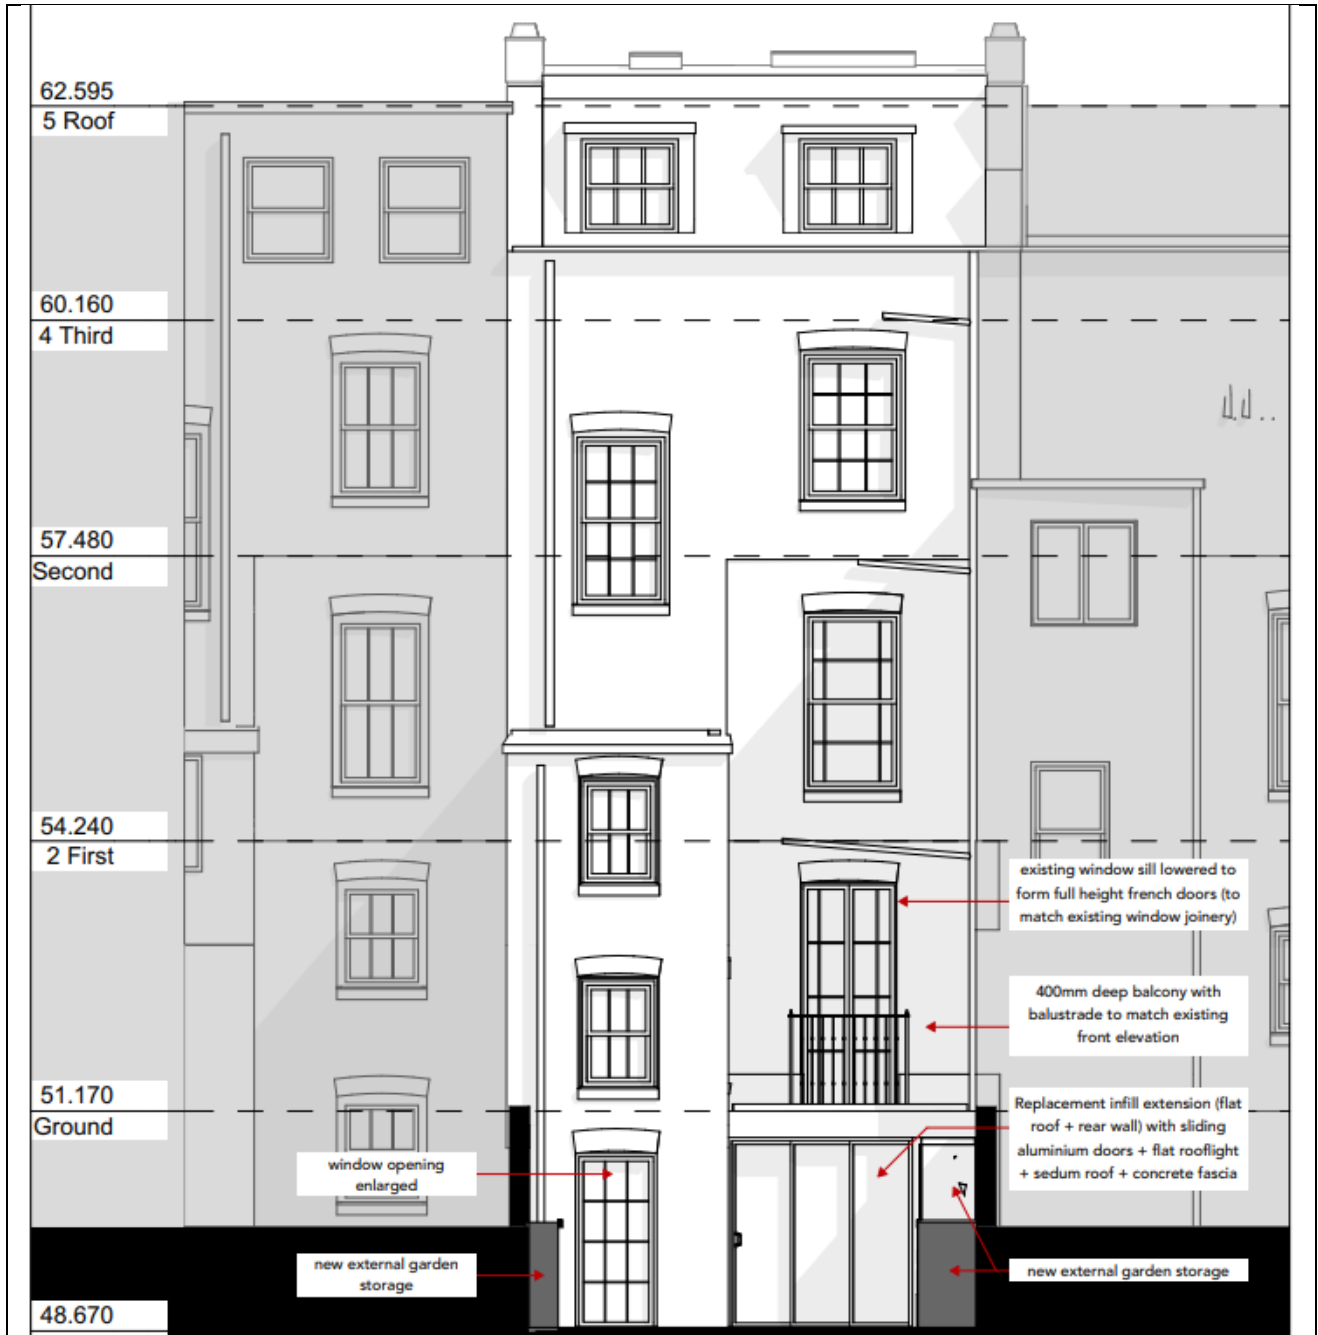 62.595
5 Roof
60.160
4 Third
57.480
Second
54.240
2 First
existing window sill lowered to
form full height french doors (to
match existing window joinery)
400mm deep balcony with
balustrade to match existing
front elevation
51.170
Ground
Replacement infill extension (flat
roof + rear wall) with sliding
aluminium doors + flat rooflight
+ sedum roof + concrete fascia
window opening
enlarged
new external garden
storage
new external garden storage
48.670